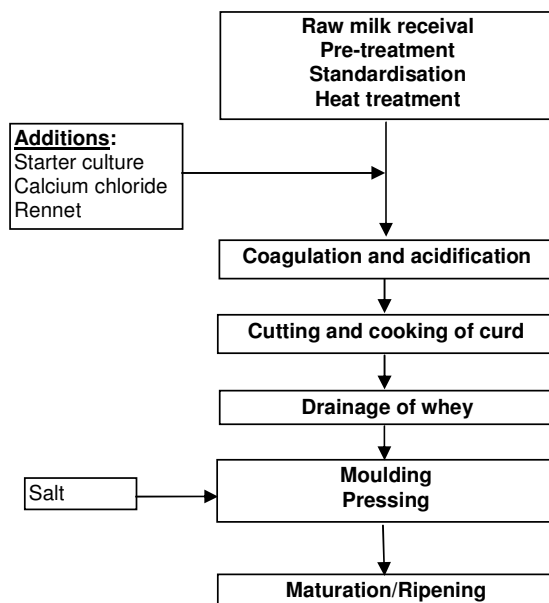 Raw milk receival
Pre-treatment
Standardisation
Heat treatment
Additions:
Starter culture
Calcium chloride
Rennet
Coagulation and acidification
Cutting and cooking of curd
Drainage of whey
Salt
Moulding
Pressing
Maturation/Ripening